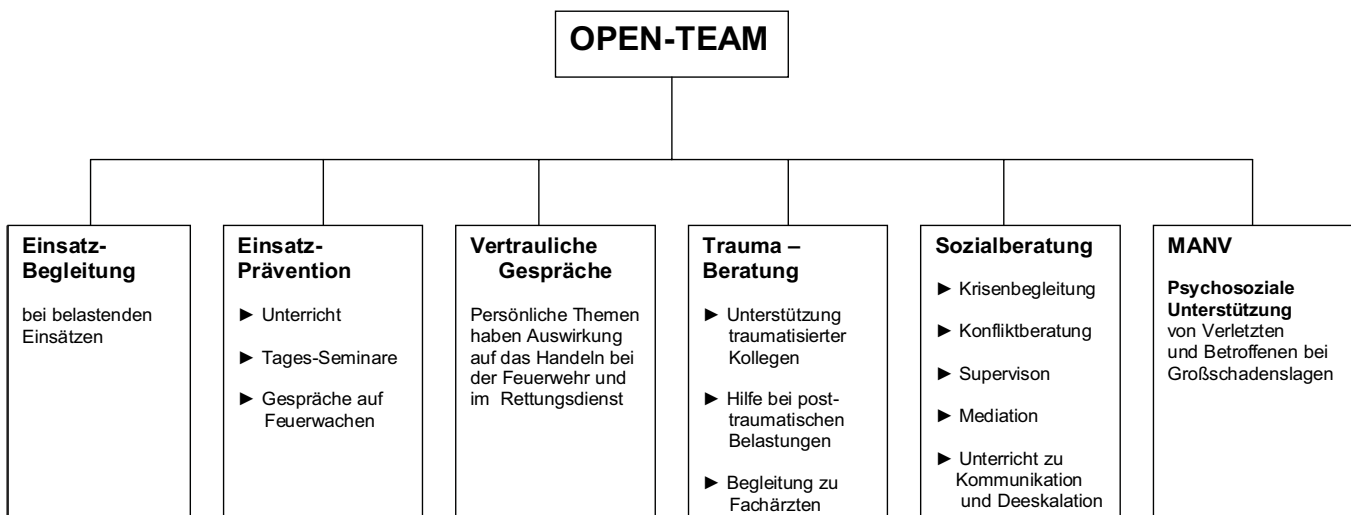 OPEN-TEAM
Einsatz-
Begleitung
bei belastenden
Einsätzen
Einsatz-
Prävention
► Unterricht
► Tages-Seminare
► Gespräche auf
Feuerwachen
Vertrauliche
Gespräche
Persönliche Themen
haben Auswirkung
auf das Handeln bei
der Feuerwehr und
im Rettungsdienst
Trauma –
Beratung
► Unterstützung
traumatisierter
Kollegen
► Hilfe bei post-
traumatischen
Belastungen
► Begleitung zu
Fachärzten
Sozialberatung
► Krisenbegleitung
► Konfliktberatung
► Supervison
► Mediation
► Unterricht zu
Kommunikation
und Deeskalation
MANV
Psychosoziale
Unterstützung
von Verletzten
und Betroffenen bei
Großschadenslagen